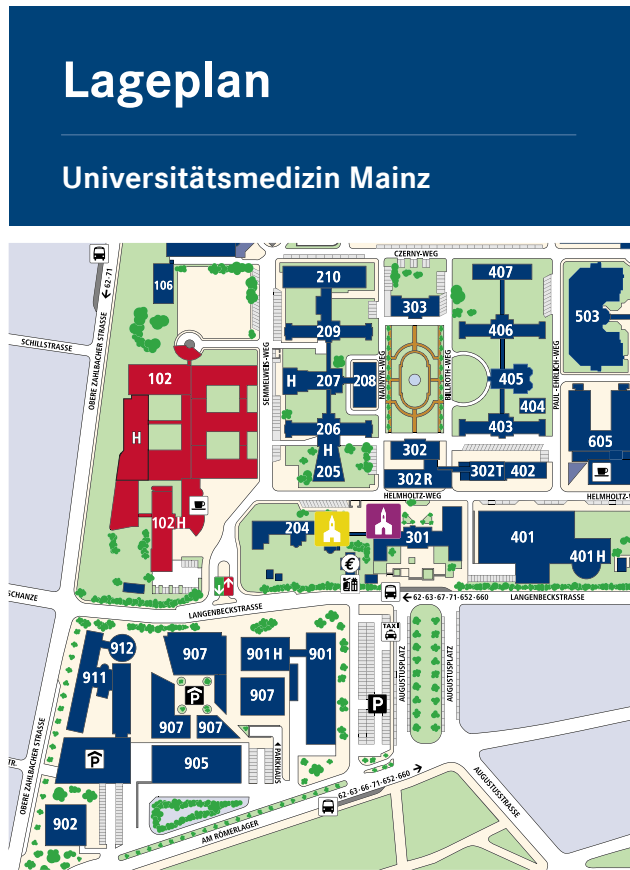 Lageplan
Universitätsmedizin Mainz
CZERNY-WEG
62·71
106
210
407
303
503
209
406
SCHILLSTRASSE
OBERE ZAHLBACHER STRASSE
SEMMELWEIS-WEG
NAUNYN-WEG
BILLROTH-WEG
PAUL-EHRLICH-WEG
102
H
207
208
405
404
206
403
H
H
205
302
605
302 R
302T
402
HELMHOLTZ-WEG
HELMHOLTZ-
102 H
204
301
401
401 H
€
62·63·67·71·652·660
SCHANZE
LANGENBECKSTRASSE
LANGENBECKSTRASSE
TAXI
912
907
901 H
901
911
907
P
P
AUGUSTUSPLATZ
AUGUSTUSPLATZ
907
907
P
905
PARKHAUS
TR.
OBERE ZAHLBACHER STRASSE
62·63·66·71·652·660
AUGUSTUSSTRASSE
902
AM RÖMERLAGER